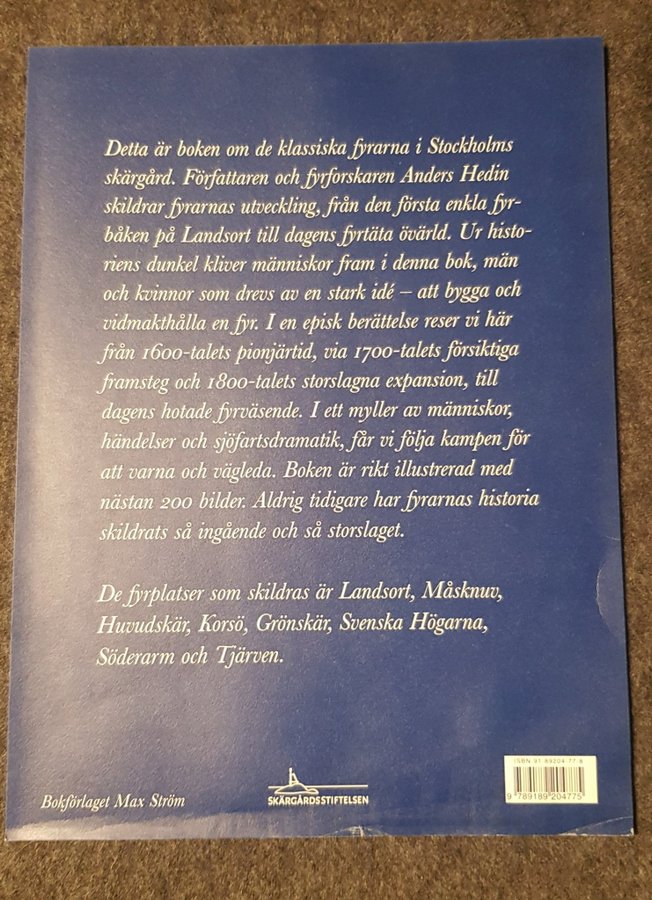 Detta är boken om de klassiska fyrarna i Stockholms
skärgård. Författaren och fyrforskaren Anders Hedin
skildrar fyrarnas utveckling, från den första enkla fyr-
båken på Landsort till dagens fyrtäta övärld. Ur histo-
riens dunkel kliver människor fram i denna bok, män
och kvinnor som drevs av en stark idé – att bygga och
vidmakthålla en fyr. I en episk berättelse reser vi här
från 1600-talets pionjärtid, via 1700-talets försiktiga
framsteg och 1800-talets storslagna expansion, till
dagens hotade fyrväsende. I ett myller av människor,
händelser och sjöfartsdramatik, får vi följa kampen för
att varna och vägleda. Boken är rikt illustrerad med
nästan 200 bilder. Aldrig tidigare har fyrarnas historia
skildrats så ingående och så storslaget.
De fyrplatser som skildras är Landsort, Måsknuv,
Huvudskär, Korsö, Grönskär, Svenska Högarna,
Söderarm och Tjärven.
Bokförlaget Max Ström
SKÄRGÅRDSSTIFTELSEN
ISBN 91-89204-77-8
9 789189 204775